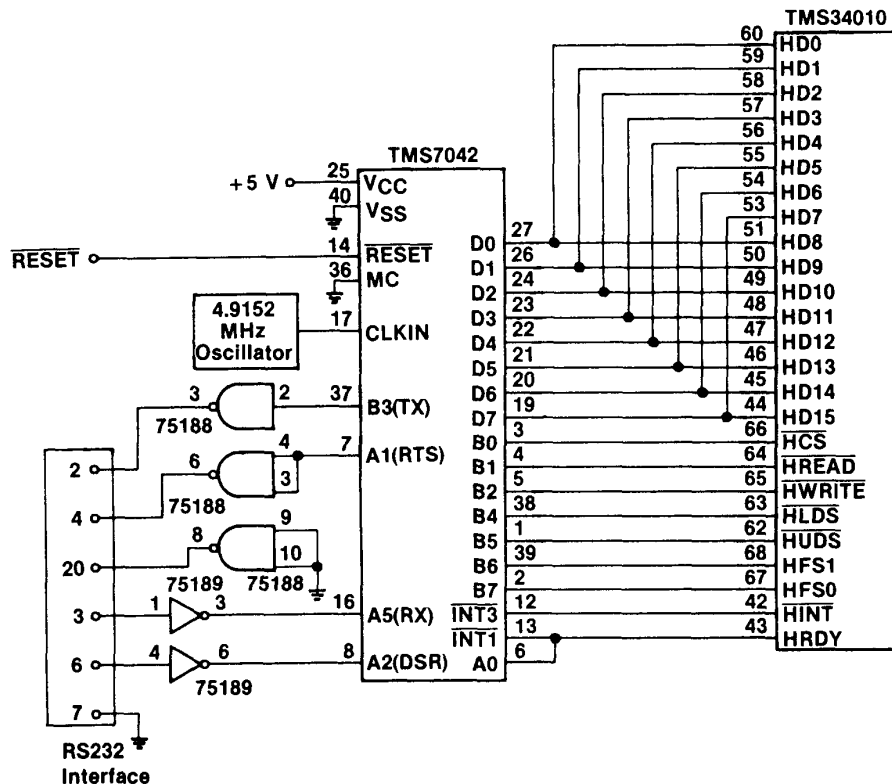 TMS34010
60 HD0
59 HD1
58 HD2
57 HD3
56 HD4
55 HD5
54 HD6
53 HD7
51 HD8
50 HD9
49 HD10
48 HD11
47 HD12
46 HD13
45 HD14
44 HD15
66 HCS
64 HREAD
65 HWRITE
63 HLDS
62 HUDS
68 HFS1
67 HFS0
42 HINT
43 HRDY
TMS7042
+5 V
25 VCC
40 VSS
RESET
14 RESET
36 MC
4.9152
MHz
Oscillator
17 CLKIN
3
2
37 B3(TX)
75188
6
4
3
7 A1(RTS)
75188
8
9
10
75188
75189
1
3
16 A5(RX)
4
6
8 A2(DSR)
75189
D0 27
D1 26
D2 24
D3 23
D4 22
D5 21
D6 20
D7 19
B0 3
B1 4
B2 5
B4 38
B5 1
B6 39
B7 2
INT3 12
INT1 13
A0 6
2
4
20
3
6
7
RS232
Interface